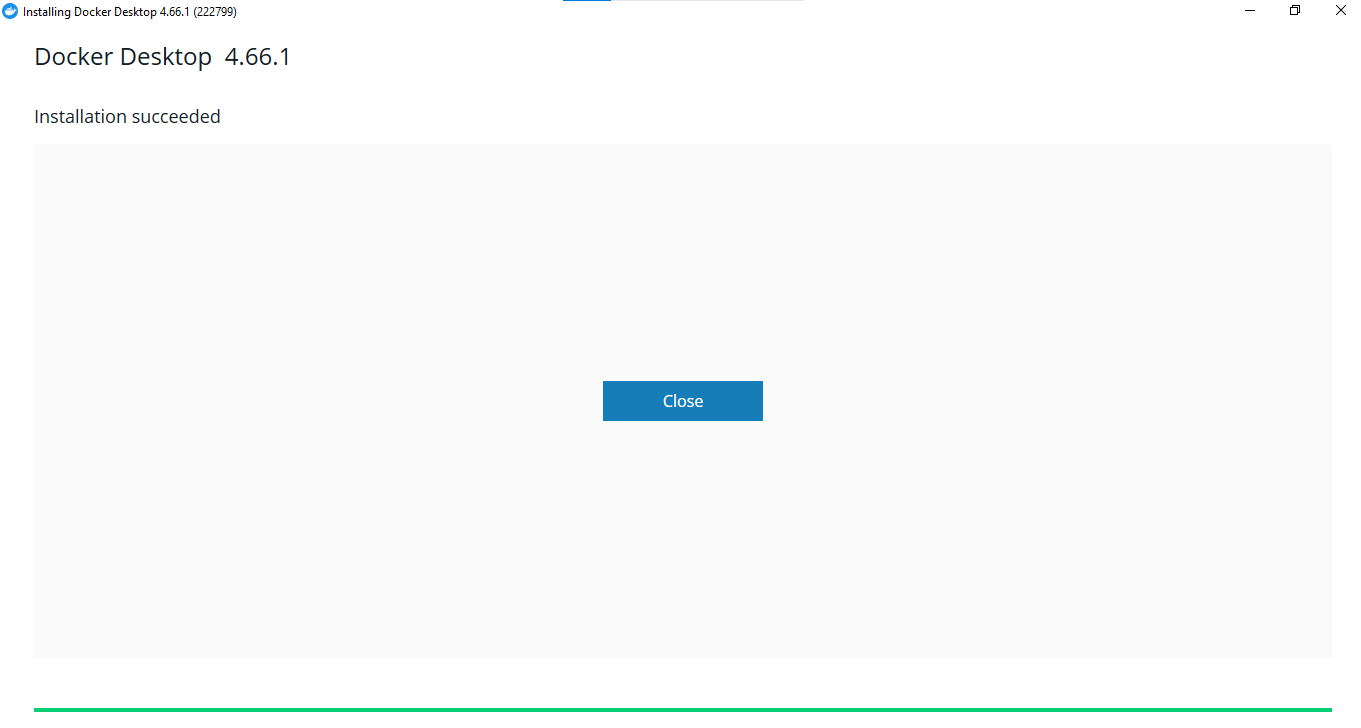 Installing Docker Desktop 4.66.1 (222799)
Docker Desktop 4.66.1
Installation succeeded
Close